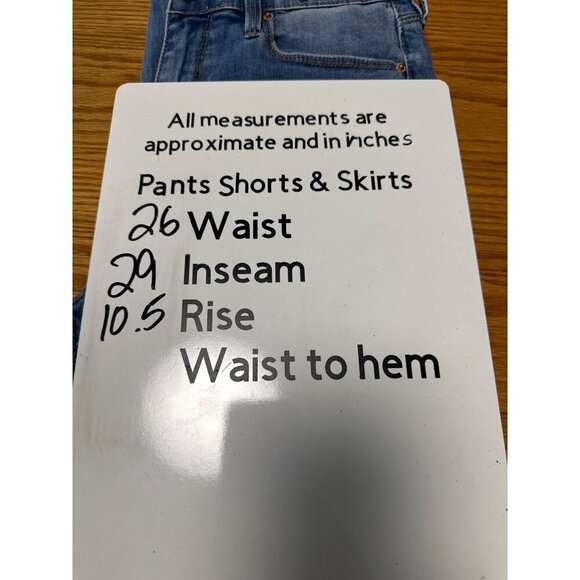 All measurements are
approximate and in inches
Pants Shorts & Skirts
26 Waist
29 Inseam
10.5 Rise
Waist to hem